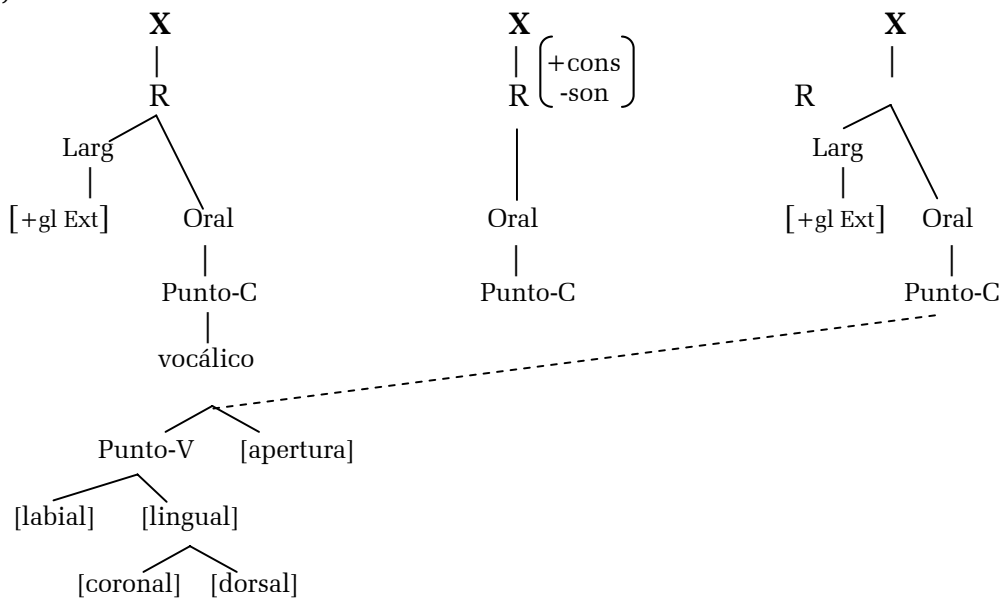 X X X
+cons
R R -son R
Larg Larg
[+gl Ext] Oral Oral [+gl Ext] Oral
Punto-C Punto-C Punto-C
vocálico
Punto-V [apertura]
[labial] [lingual]
[coronal] [dorsal]